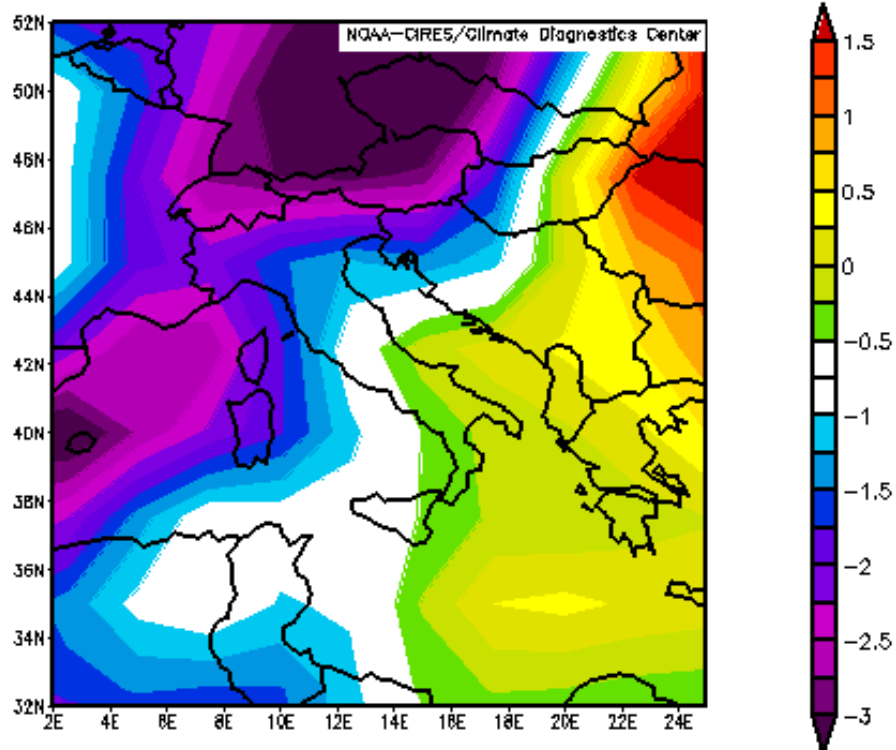 NOAA-CIRES/Climate Diagnostics Center
52N
50N
48N
46N
44N
42N
40N
38N
36N
34N
32N
2E 4E 6E 8E 10E 12E 14E 16E 18E 20E 22E 24E
1.5
1
0.5
0
-0.5
-1
-1.5
-2
-2.5
-3